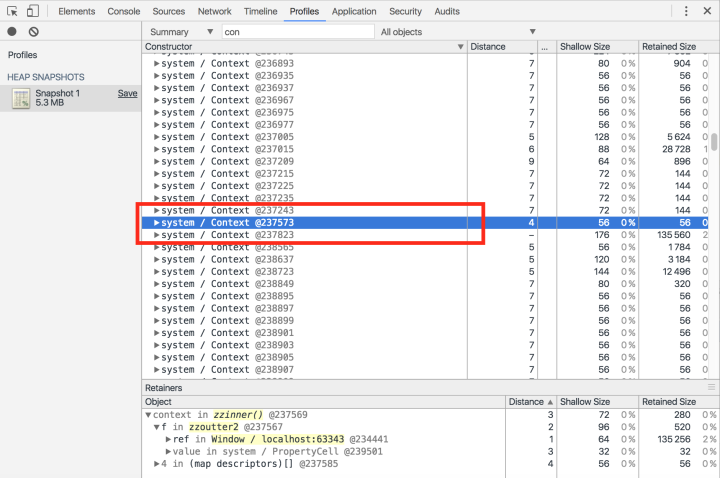 Elements Console Sources Network Timeline Profiles Application Security Audits
Summary con All objects
Profiles
HEAP SNAPSHOTS
Snapshot 1 Save
5.3 MB
Constructor Distance ... Shallow Size Retained Size
system / Context @236893 7 80 0 % 904 0
system / Context @236935 7 56 0 % 56 0
system / Context @236937 7 56 0 % 56 0
system / Context @236967 7 56 0 % 56 0
system / Context @236975 7 56 0 % 56 0
system / Context @236977 7 56 0 % 56 0
system / Context @237005 5 128 0 % 5 624 0
system / Context @237015 6 88 0 % 28 728 1
system / Context @237209 9 64 0 % 896 0
system / Context @237215 7 72 0 % 144 0
system / Context @237225 7 72 0 % 144 0
system / Context @237235 7 72 0 % 144 0
system / Context @237243 7 72 0 % 144 0
system / Context @237573 4 56 0 % 56 0
system / Context @237823 – 176 0 % 135 560 2
system / Context @238565 5 56 0 % 1 784 0
system / Context @238637 5 120 0 % 3 184 0
system / Context @238723 5 144 0 % 12 496 0
system / Context @238849 7 80 0 % 320 0
system / Context @238895 7 56 0 % 56 0
system / Context @238897 7 56 0 % 56 0
system / Context @238899 7 56 0 % 56 0
system / Context @238901 7 56 0 % 56 0
system / Context @238903 7 56 0 % 56 0
system / Context @238905 7 56 0 % 56 0
system / Context @238907 7 56 0 % 56 0
Retainers
Object Distance Shallow Size Retained Size
context in zzinner() @237569 3 72 0 % 280 0 %
f in zzoutter2 @237567 2 96 0 % 520 0 %
ref in Window / localhost:63343 @234441 1 64 0 % 135 256 2 %
value in system / PropertyCell @239501 3 32 0 % 32 0 %
4 in (map descriptors)[] @237585 4 56 0 % 56 0 %